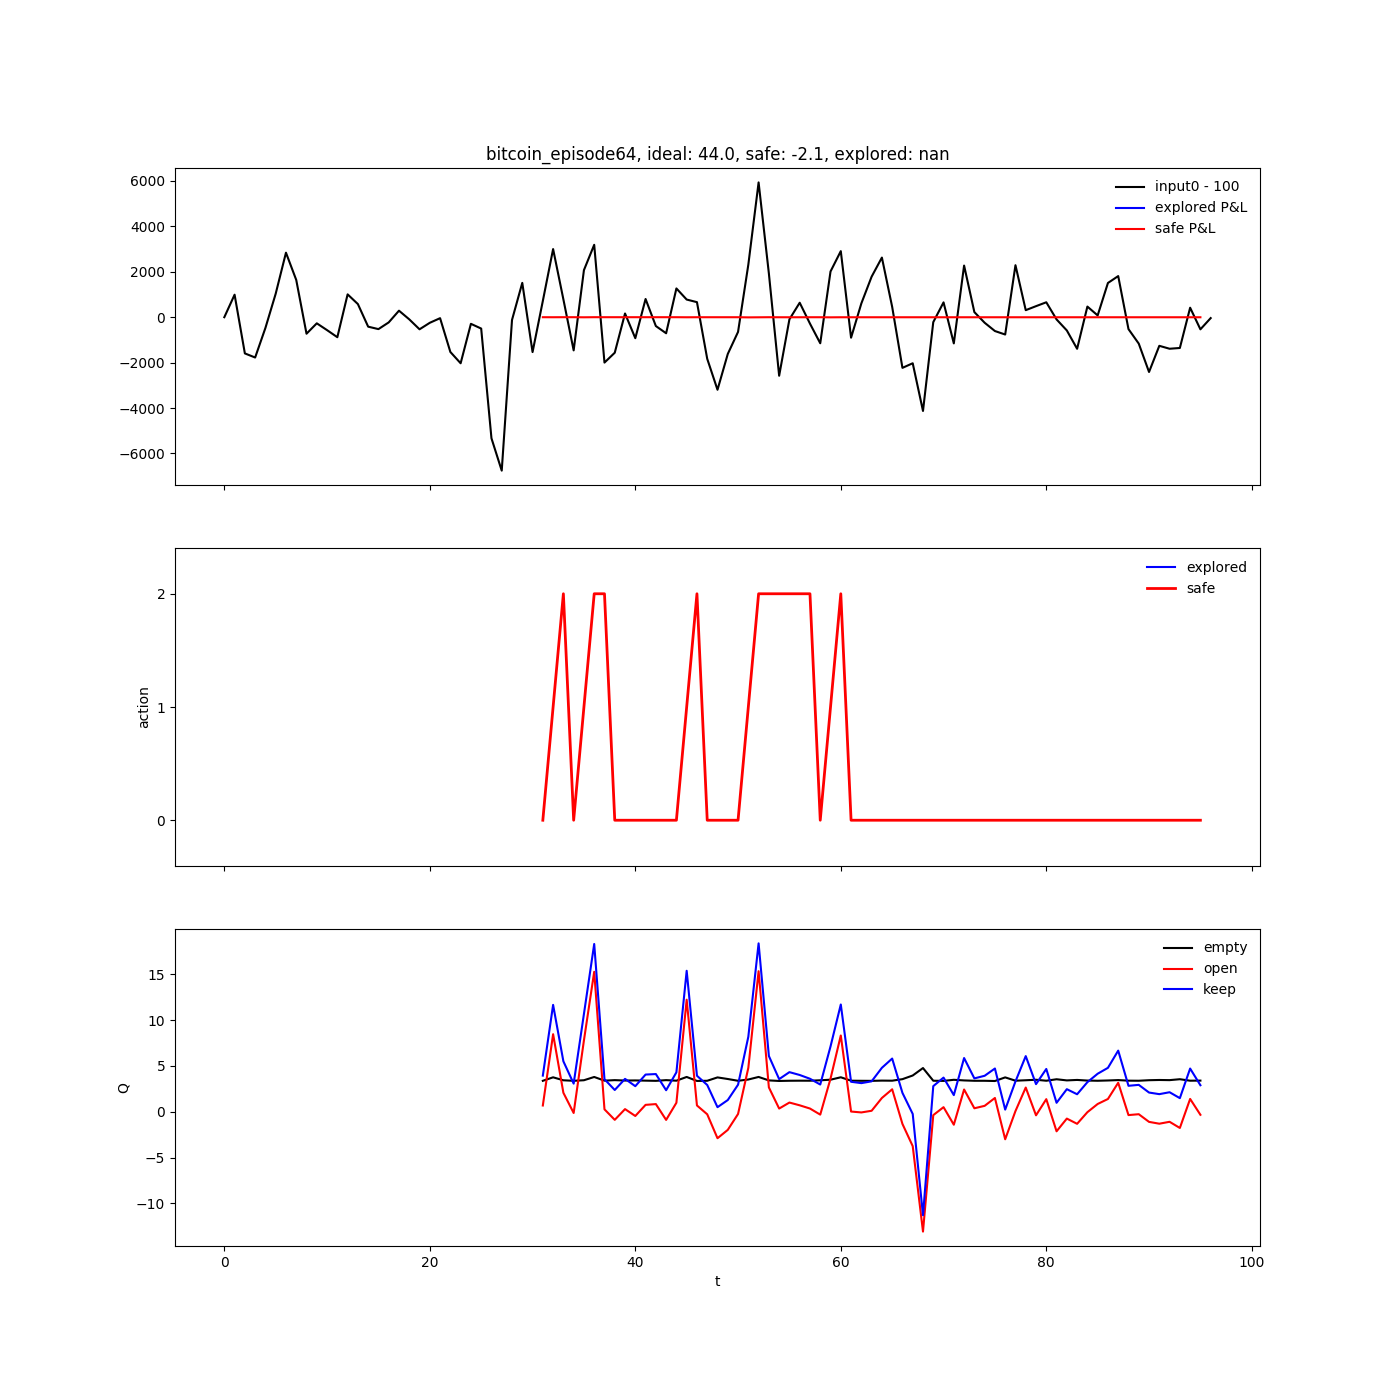 bitcoin_episode64, ideal: 44.0, safe: -2.1, explored: nan
6000
4000
2000
0
−2000
−4000
−6000
input0 - 100
explored P&L
safe P&L
action
2
1
0
explored
safe
Q
15
10
5
0
−5
−10
empty
open
keep
0
20
40
60
80
100
t